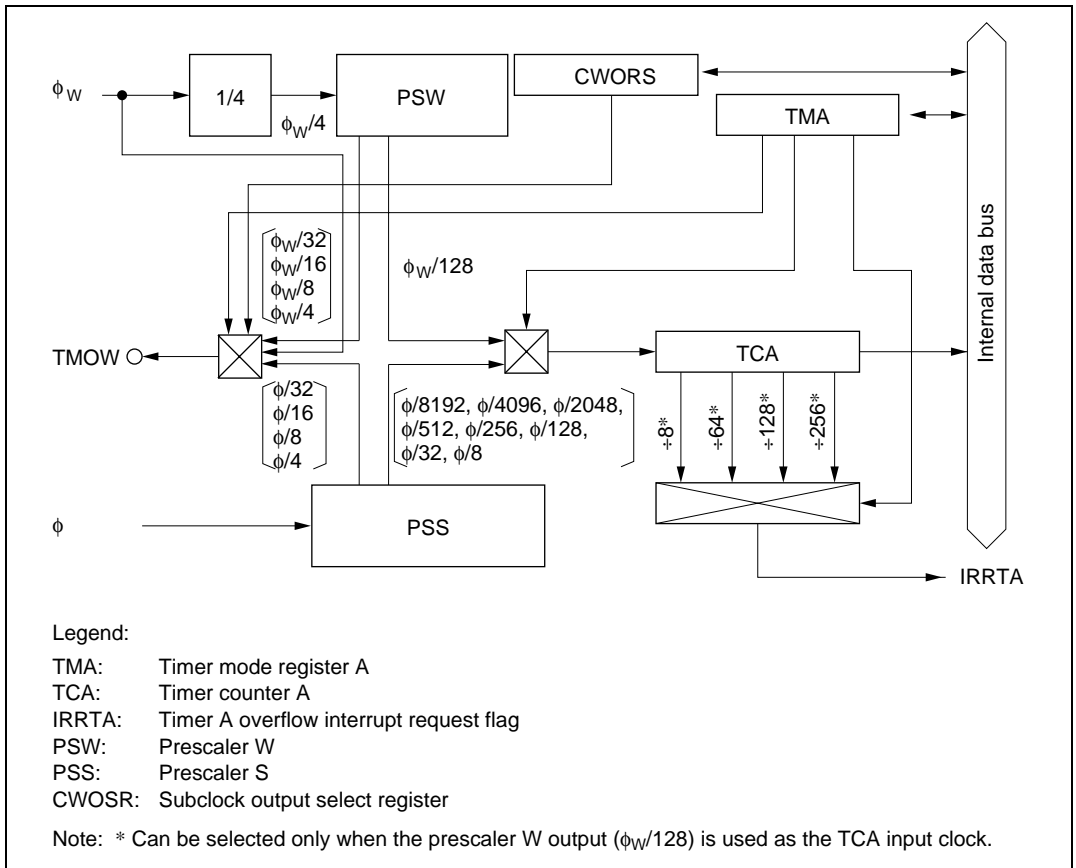 ϕW
1/4
ϕW/4
PSW
CWORS
TMA
ϕW/32
ϕW/16
ϕW/8
ϕW/4
ϕW/128
TMOW
TCA
Internal data bus
ϕ/32
ϕ/16
ϕ/8
ϕ/4
ϕ/8192, ϕ/4096, ϕ/2048,
ϕ/512, ϕ/256, ϕ/128,
ϕ/32, ϕ/8
÷8*
÷64*
÷128*
÷256*
ϕ
PSS
IRRTA
Legend:
TMA: Timer mode register A
TCA: Timer counter A
IRRTA: Timer A overflow interrupt request flag
PSW: Prescaler W
PSS: Prescaler S
CWOSR: Subclock output select register
Note: * Can be selected only when the prescaler W output (ϕW/128) is used as the TCA input clock.